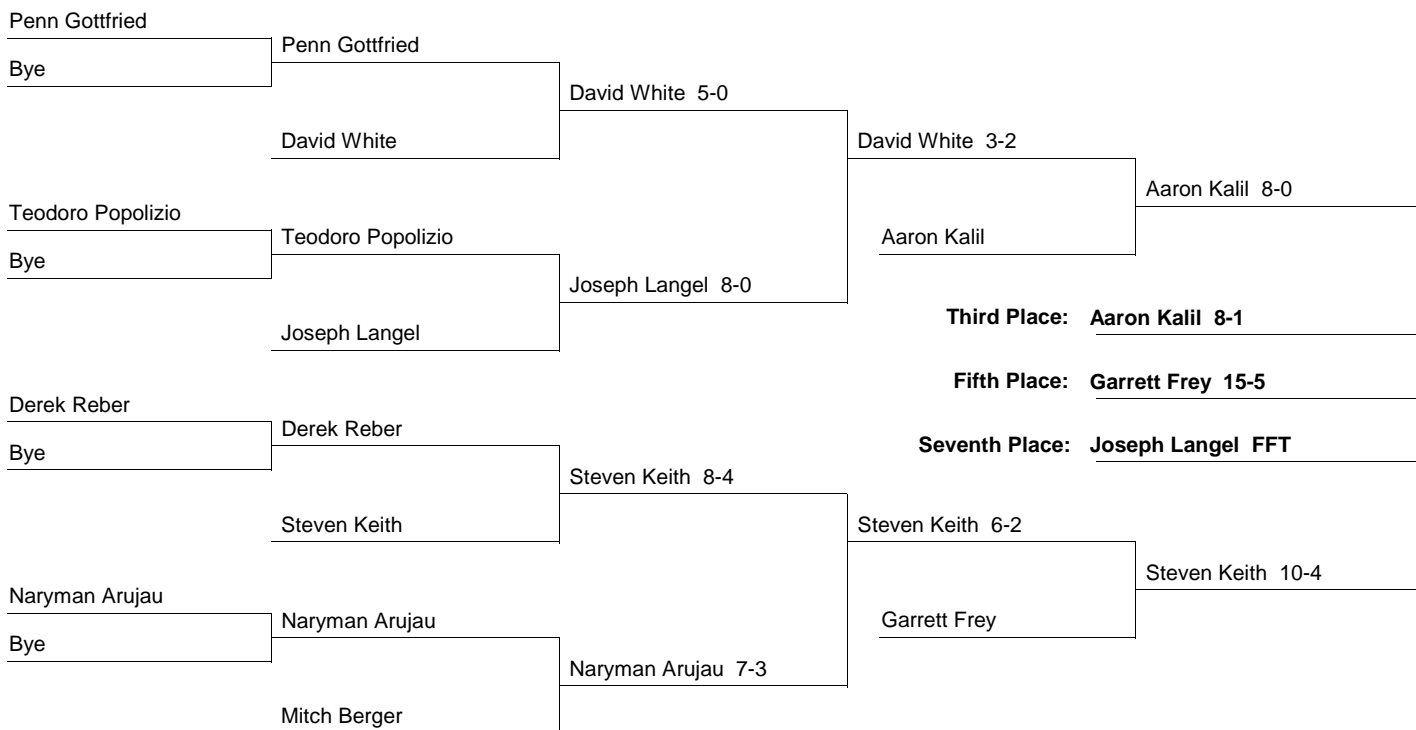 Penn Gottfried
Penn Gottfried
Bye
David White 5-0
David White
David White 3-2
Aaron Kalil 8-0
Teodoro Popolizio
Teodoro Popolizio
Aaron Kalil
Bye
Joseph Langel 8-0
Third Place: Aaron Kalil 8-1
Joseph Langel
Fifth Place: Garrett Frey 15-5
Derek Reber
Derek Reber
Bye
Seventh Place: Joseph Langel FFT
Steven Keith 8-4
Steven Keith
Steven Keith 6-2
Steven Keith 10-4
Naryman Arujau
Naryman Arujau
Garrett Frey
Bye
Naryman Arujau 7-3
Mitch Berger